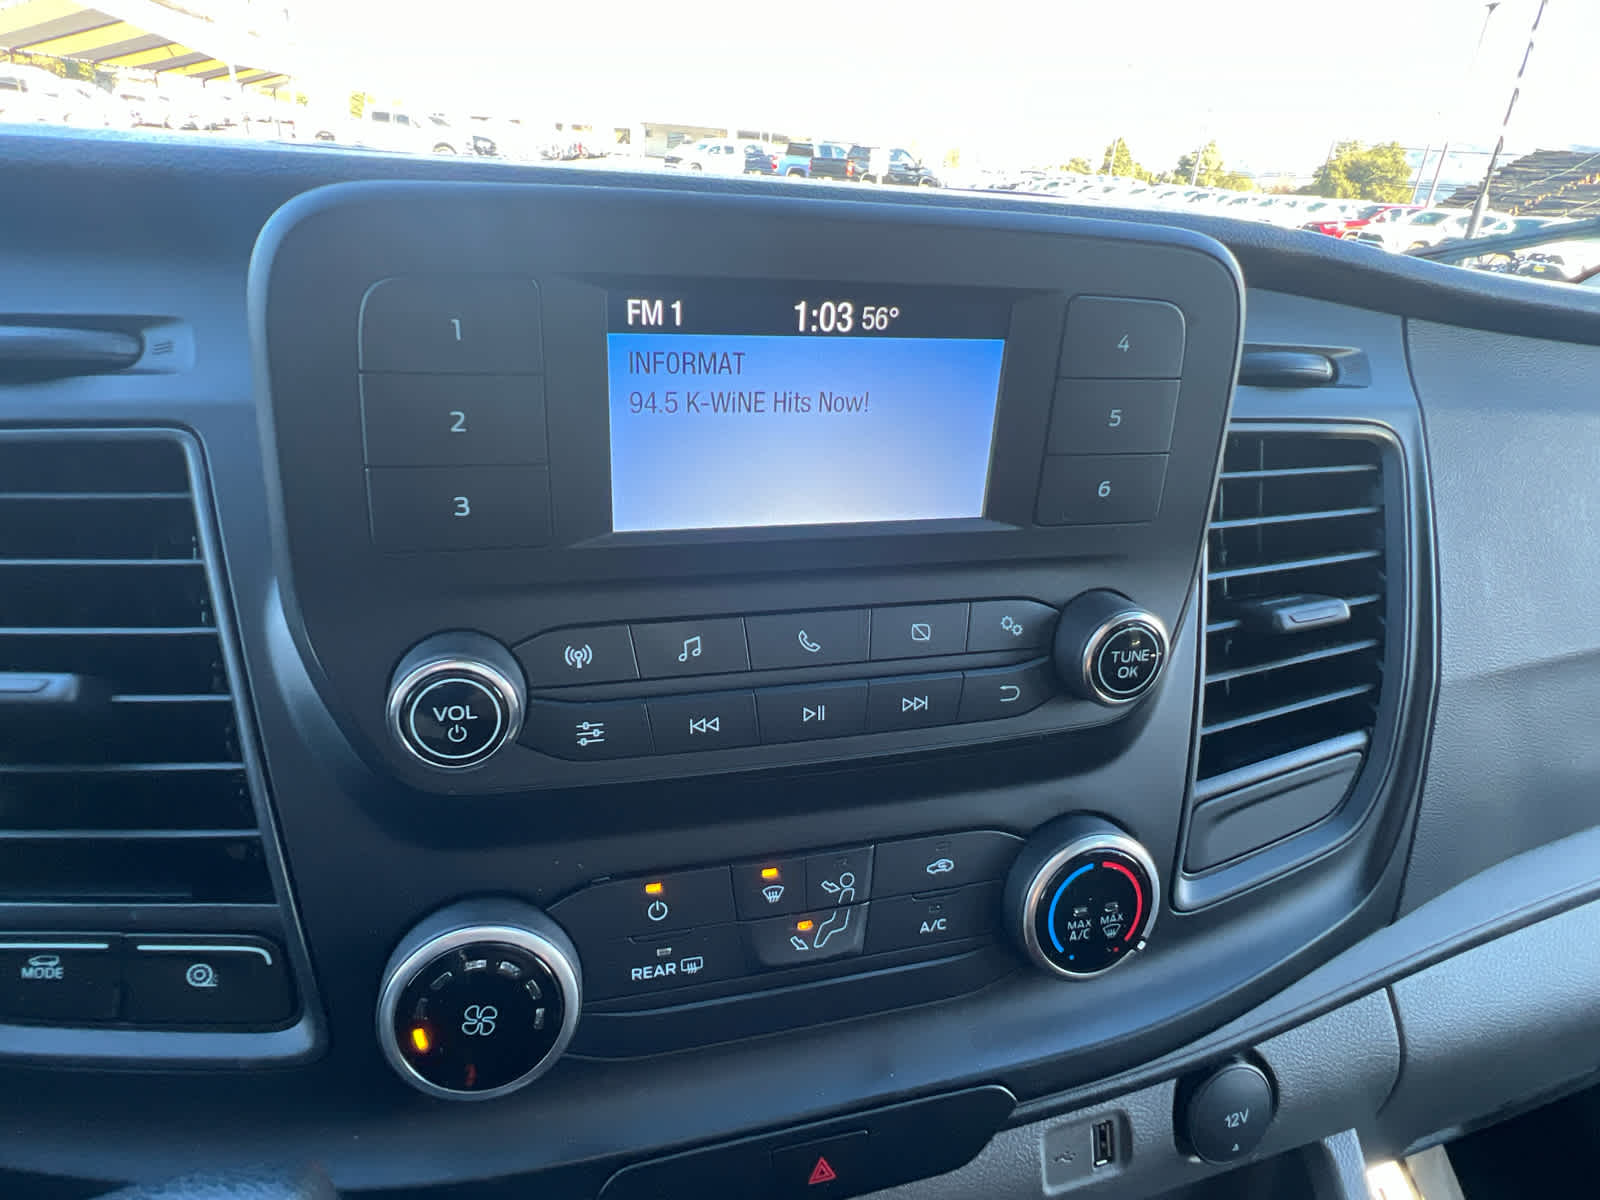 FM 1 1:03 56°
INFORMAT
94.5 K-WiNE Hits Now!
1
2
3
4
5
6
VOL
TUNE
OK
REAR
A/C
MAX A/C
MAX
MODE
12V